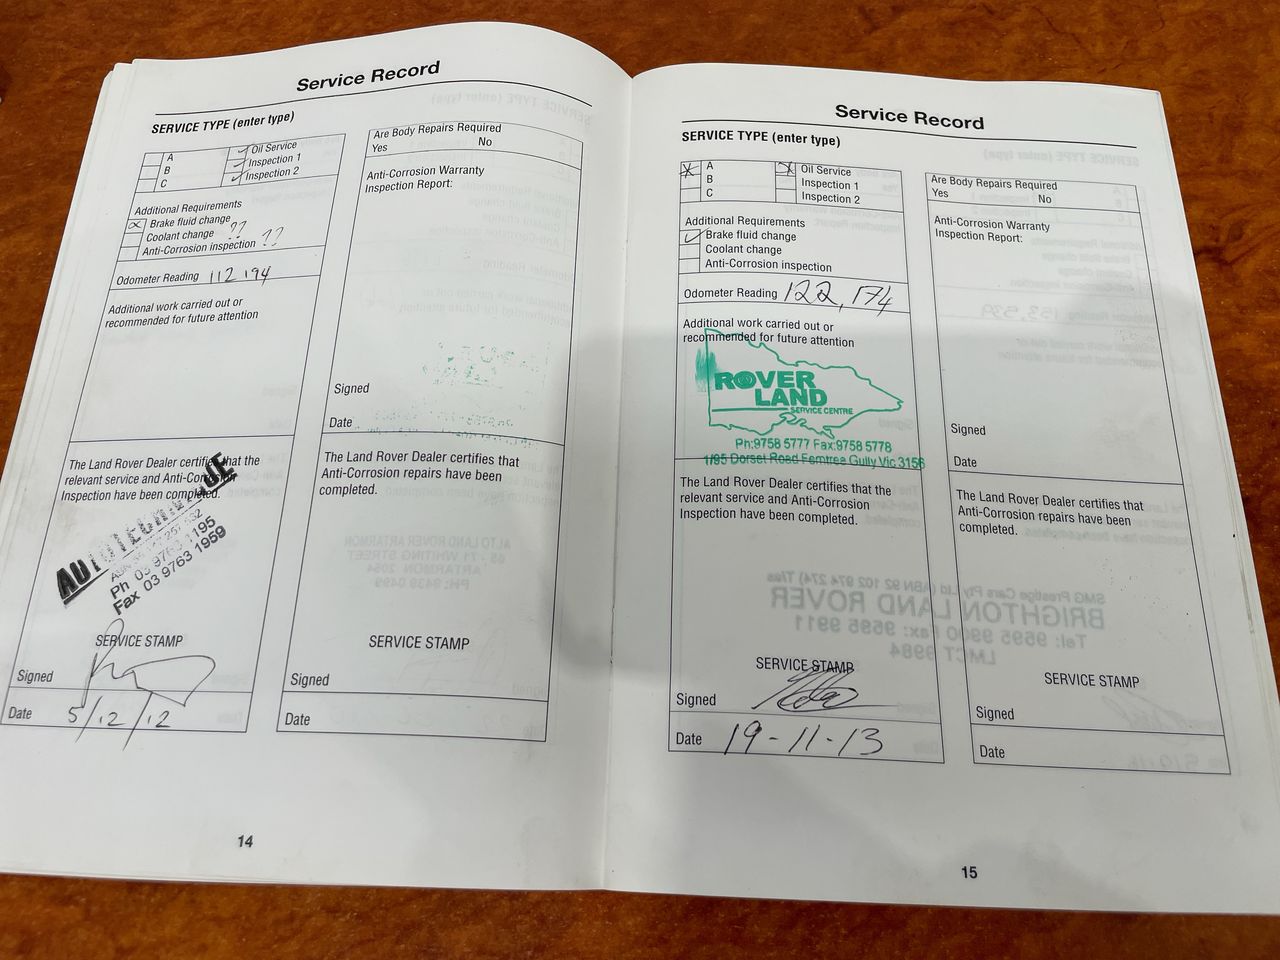 Service Record
SERVICE TYPE (enter type)
A
B
C
Oil Service
Inspection 1
Inspection 2
Additional Requirements
Brake fluid change
Coolant change ??
Anti-Corrosion inspection ??
Odometer Reading 112 194
Additional work carried out or
recommended for future attention
The Land Rover Dealer certifies that the
relevant service and Anti-Corrosion
Inspection have been completed.
AUTOTECHNIQUE
Ph 03 9763 1195
Fax 03 9763 1959
SERVICE STAMP
Signed
Date 5/12/12
Are Body Repairs Required
Yes No
Anti-Corrosion Warranty
Inspection Report:
Signed
Date
The Land Rover Dealer certifies that
Anti-Corrosion repairs have been
completed.
SERVICE STAMP
Signed
Date
14
Service Record
SERVICE TYPE (enter type)
A
B
C
Oil Service
Inspection 1
Inspection 2
Additional Requirements
Brake fluid change
Coolant change
Anti-Corrosion inspection
Odometer Reading 122,174
Additional work carried out or
recommended for future attention
ROVER
LAND
SERVICE CENTRE
Ph:9758 5777 Fax:9758 5778
1/95 Dorset Road Ferntree Gully Vic 3156
The Land Rover Dealer certifies that the
relevant service and Anti-Corrosion
Inspection have been completed.
SERVICE STAMP
Signed
Date 19-11-13
Are Body Repairs Required
Yes No
Anti-Corrosion Warranty
Inspection Report:
Signed
Date
The Land Rover Dealer certifies that
Anti-Corrosion repairs have been
completed.
SERVICE STAMP
Signed
Date
15